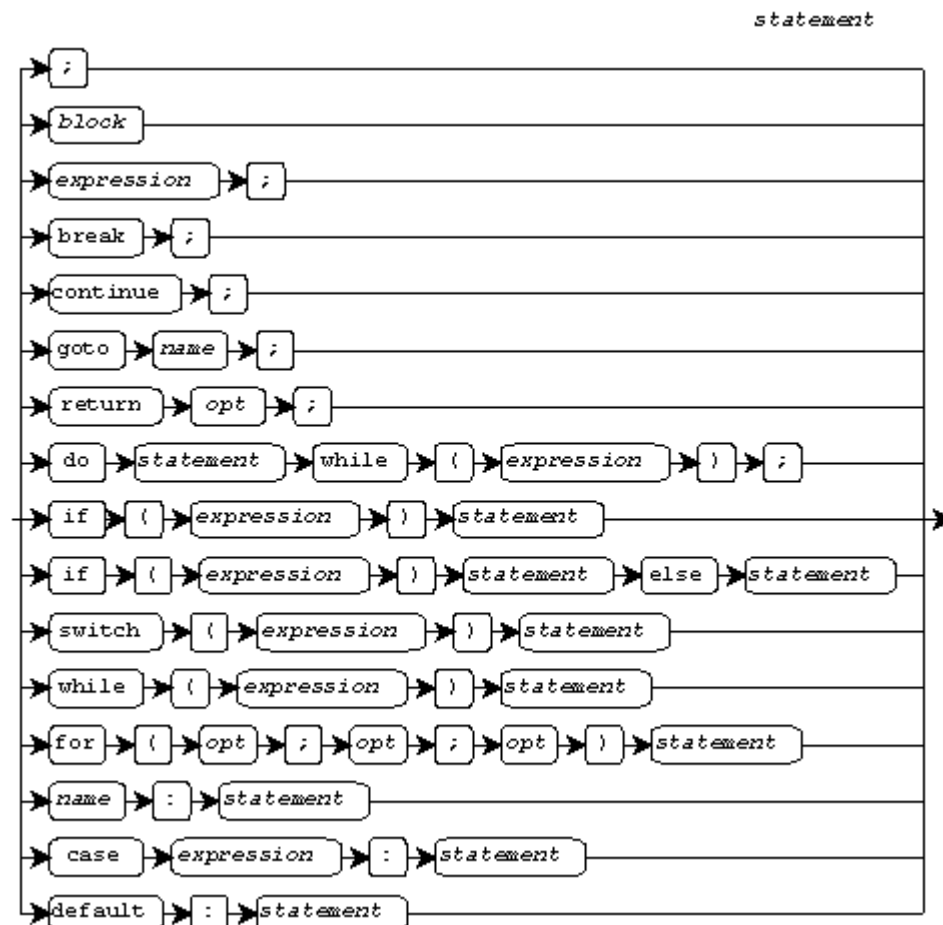 statement
;
block
expression ;
break ;
continue ;
goto name ;
return opt ;
do statement while ( expression ) ;
if ( expression ) statement
if ( expression ) statement else statement
switch ( expression ) statement
while ( expression ) statement
for ( opt ; opt ; opt ) statement
name : statement
case expression : statement
default : statement